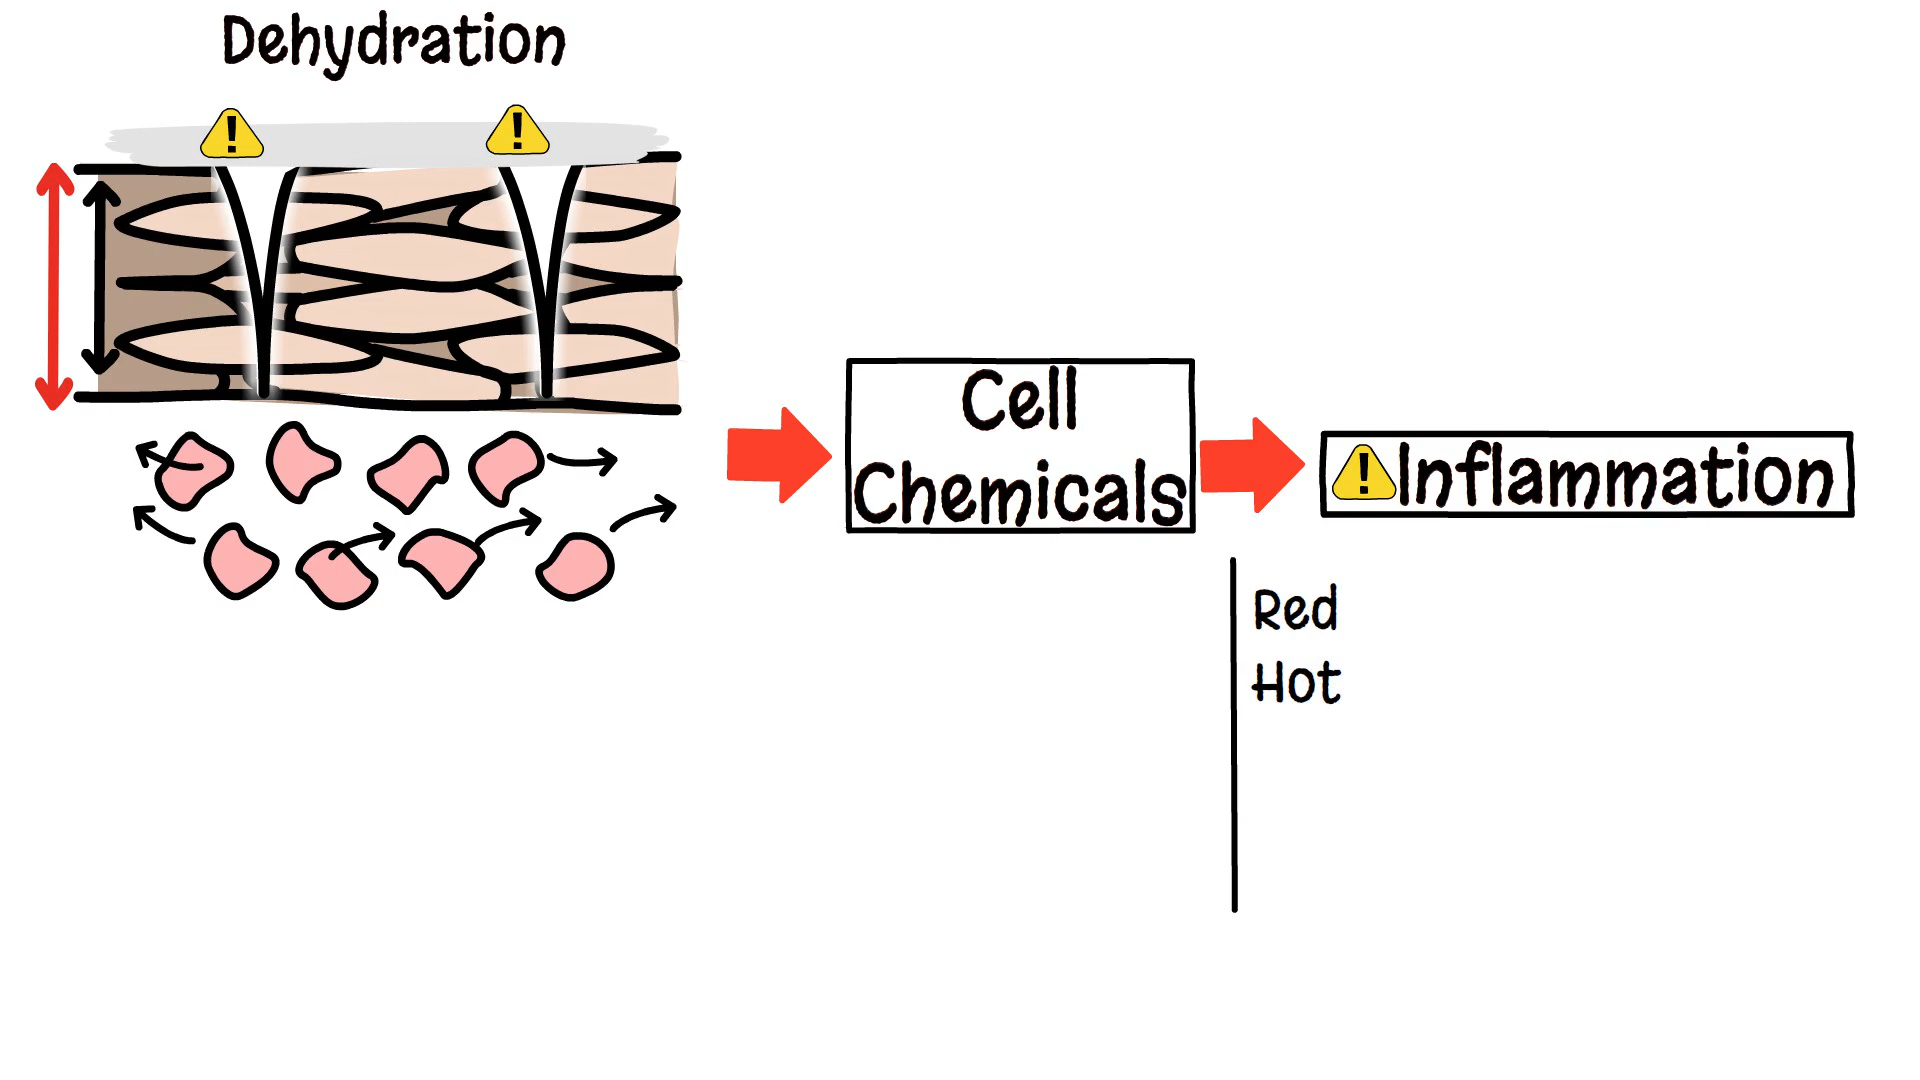 Dehydration
Cell
Chemicals
Inflammation
Red
Hot